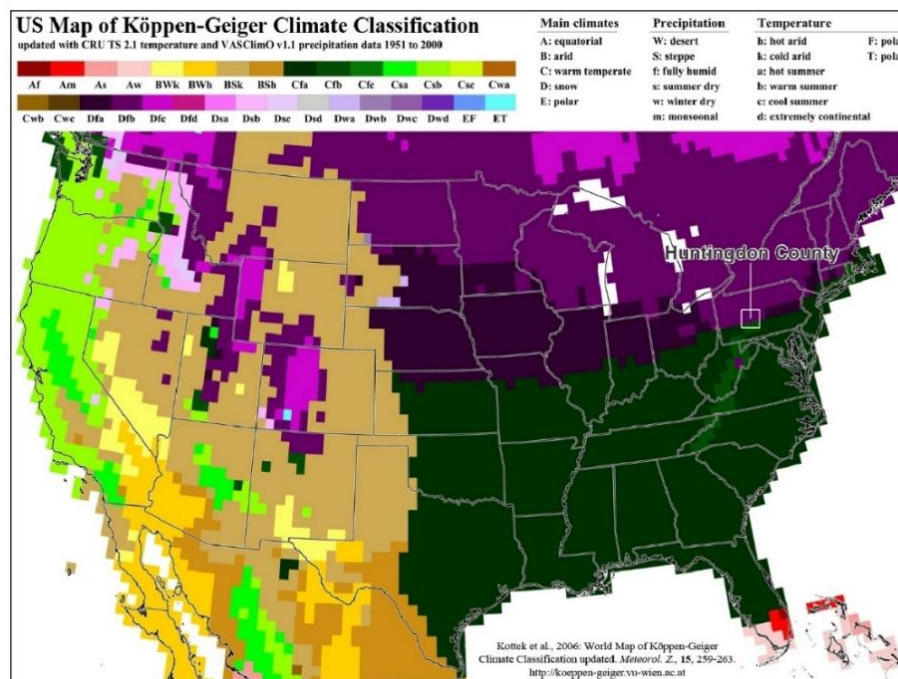 US Map of Köppen-Geiger Climate Classification
updated with CRU TS 2.1 temperature and VASClimO v1.1 precipitation data 1951 to 2000
Af Am As Aw BWk BWh BSk BSh Cfa Cfb Cfc Csa Csb Csc Cwa
Cwb Cwc Dfa Dfb Dfc Dfd Dsa Dsb Dsc Dsd Dwa Dwb Dwc Dwd EF ET
Main climates
A: equatorial
B: arid
C: warm temperate
D: snow
E: polar
Precipitation
W: desert
S: steppe
f: fully humid
s: summer dry
w: winter dry
m: monsoonal
Temperature
h: hot arid
k: cold arid
a: hot summer
b: warm summer
c: cool summer
d: extremely continental
F: pola
T: pola
Huntingdon County
Kottek et al., 2006: World Map of Köppen-Geiger
Climate Classification updated. Meteorol. Z., 15, 259-263.
http://koeppen-geiger.vu-wien.ac.at